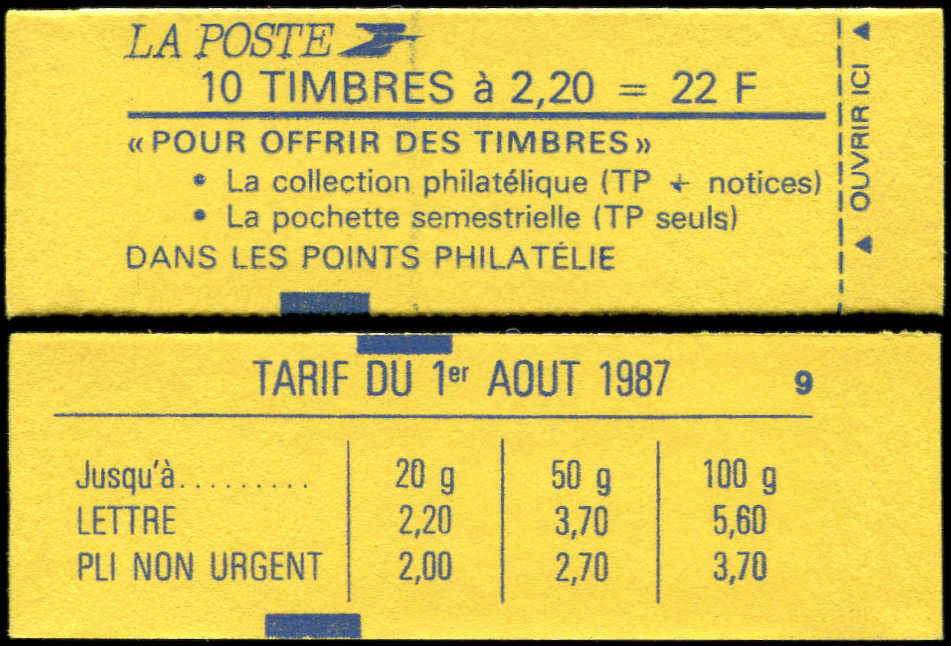 LA POSTE
10 TIMBRES à 2,20 = 22 F
«POUR OFFRIR DES TIMBRES»
• La collection philatélique (TP + notices)
• La pochette semestrielle (TP seuls)
DANS LES POINTS PHILATÉLIE
OUVRIR ICI
TARIF DU 1er AOUT 1987 9
Jusqu'à......... 20 g 50 g 100 g
LETTRE 2,20 3,70 5,60
PLI NON URGENT 2,00 2,70 3,70